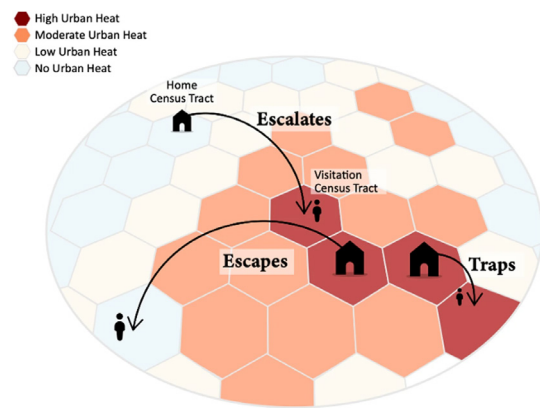 High Urban Heat
Moderate Urban Heat
Low Urban Heat
No Urban Heat
Home
Census Tract
Escalates
Visitation
Census Tract
Escapes
Traps